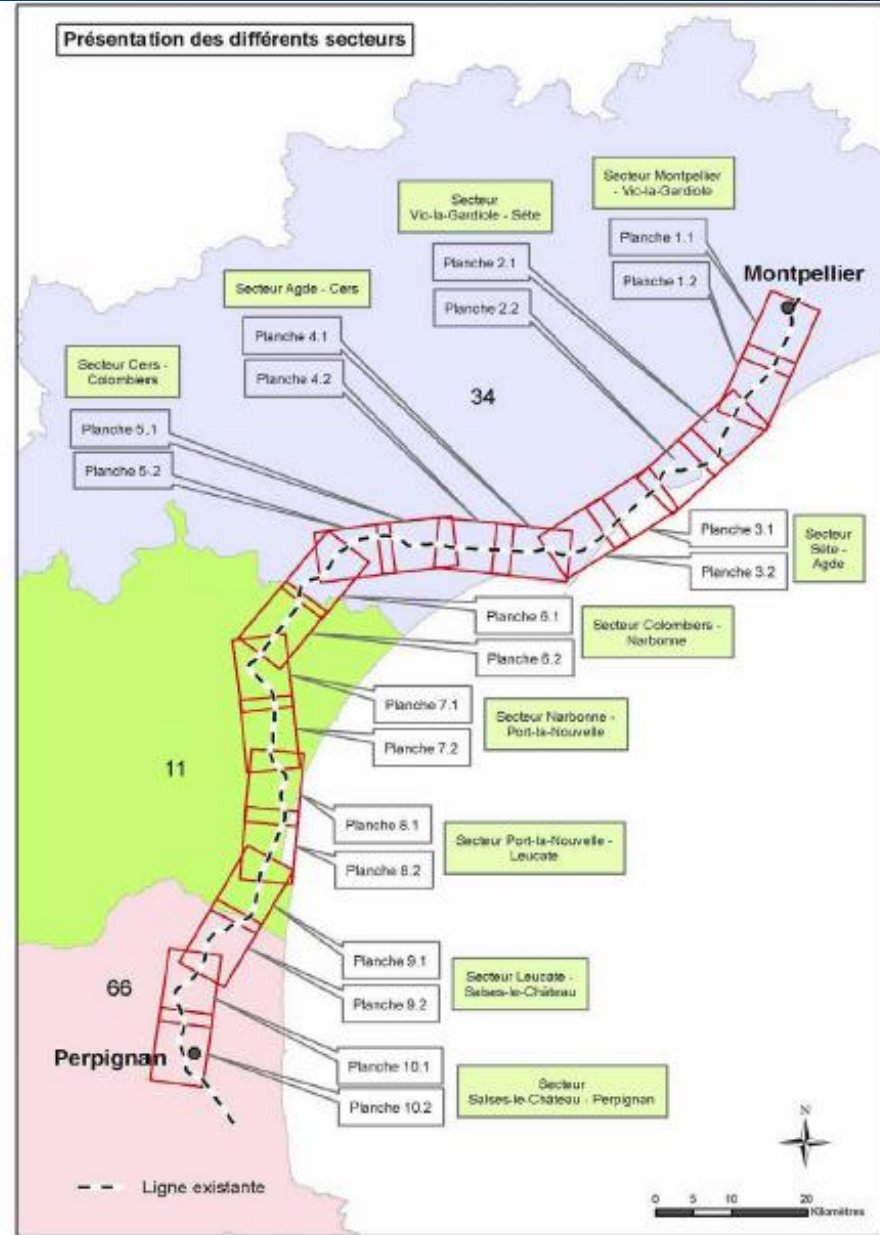 Présentation des différents secteurs
Secteur Montpellier
- Vic-la-Gardiole
Planche 1.1
Planche 1.2
Montpellier
Secteur
Vic-la-Gardiole - Sète
Planche 2.1
Planche 2.2
Secteur Agde - Cers
Planche 4.1
Planche 4.2
Secteur Cers -
Colombiers
Planche 5.1
Planche 5.2
34
Planche 3.1
Planche 3.2
Secteur
Sète -
Agde
Planche 6.1
Planche 6.2
Secteur Colombiers -
Narbonne
Planche 7.1
Planche 7.2
Secteur Narbonne -
Port-la-Nouvelle
11
Planche 8.1
Planche 8.2
Secteur Port-la-Nouvelle -
Leucate
Planche 9.1
Planche 9.2
Secteur Leucate -
Salses-le-Château
66
Perpignan
Planche 10.1
Planche 10.2
Secteur
Salses-le-Château - Perpignan
N
Ligne existante
0 5 10 20
Kilomètres